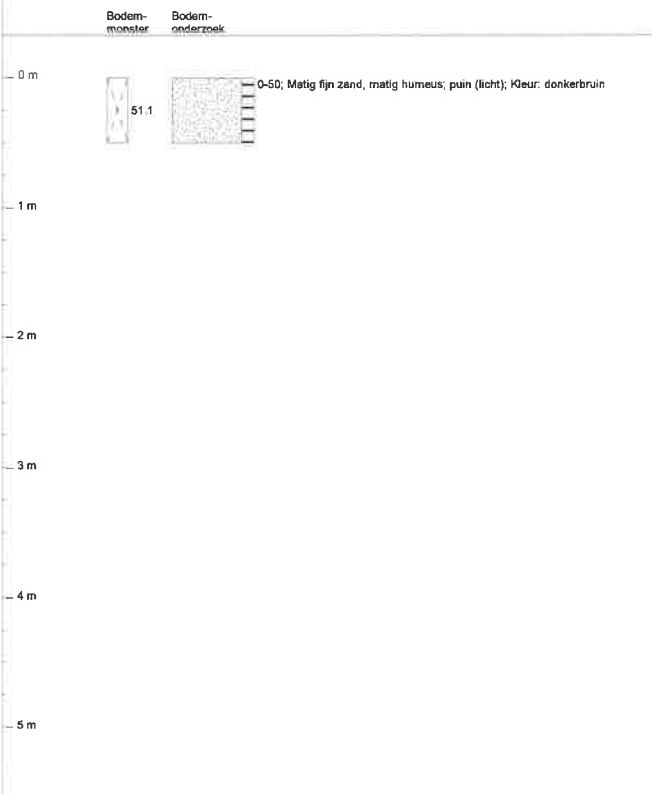 Bodem-
monster
Bodem-
onderzoek
0 m
0-50; Matig fijn zand, matig humeus; puin (licht); Kleur: donkerbruin
51.1
1 m
2 m
3 m
4 m
5 m